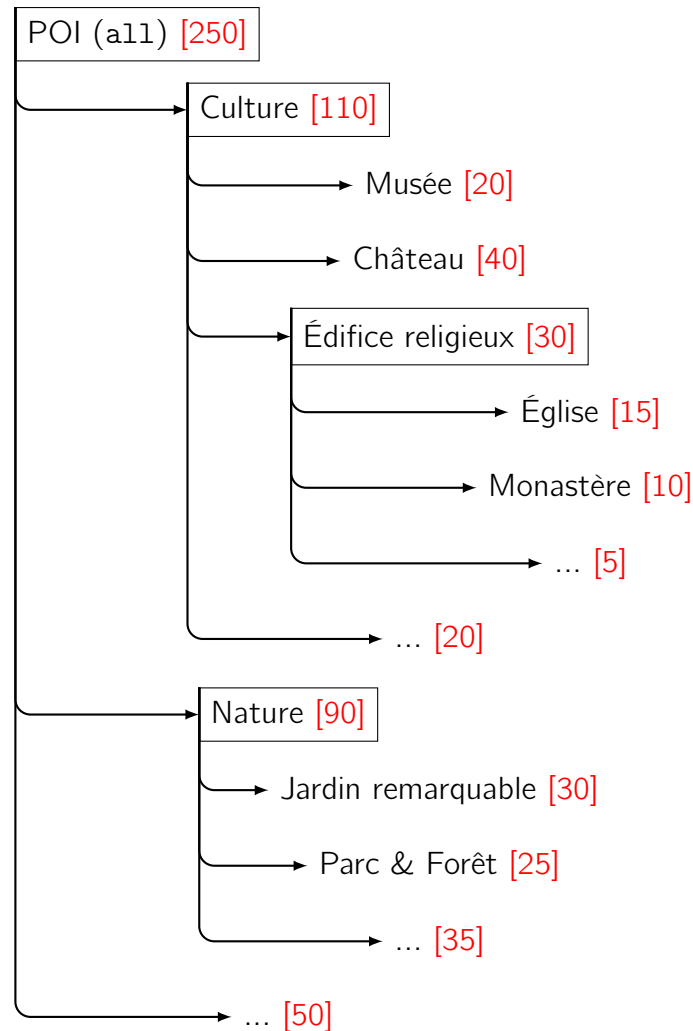 POI (all) [250]
Culture [110]
Musée [20]
Château [40]
Édifice religieux [30]
Église [15]
Monastère [10]
... [5]
... [20]
Nature [90]
Jardin remarquable [30]
Parc & Forêt [25]
... [35]
... [50]